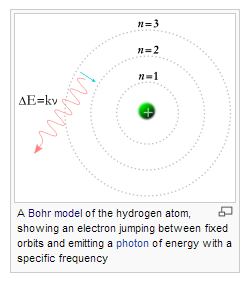 n=3
n=2
n=1
+
ΔE=kν
A Bohr model of the hydrogen atom,
showing an electron jumping between fixed
orbits and emitting a photon of energy with a
specific frequency